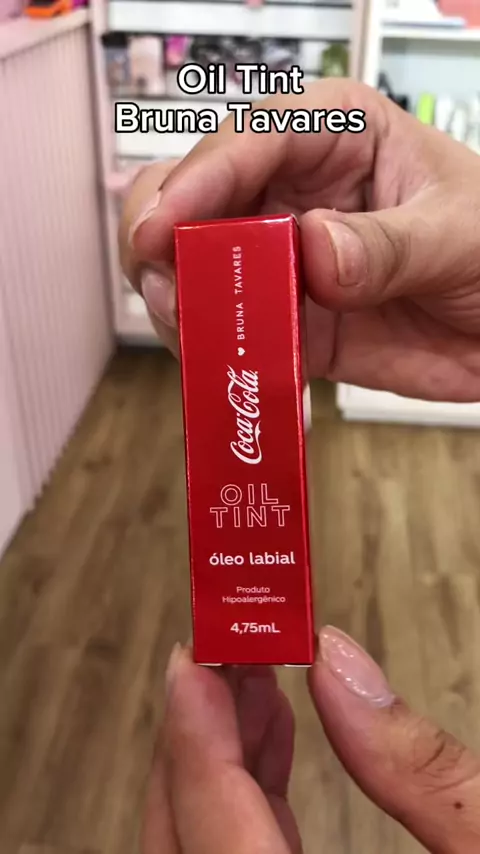 Oil Tint
Bruna Tavares
Coca-Cola ♥ BRUNA TAVARES
OIL
TINT
óleo labial
Produto
Hipoalergênico
4,75mL